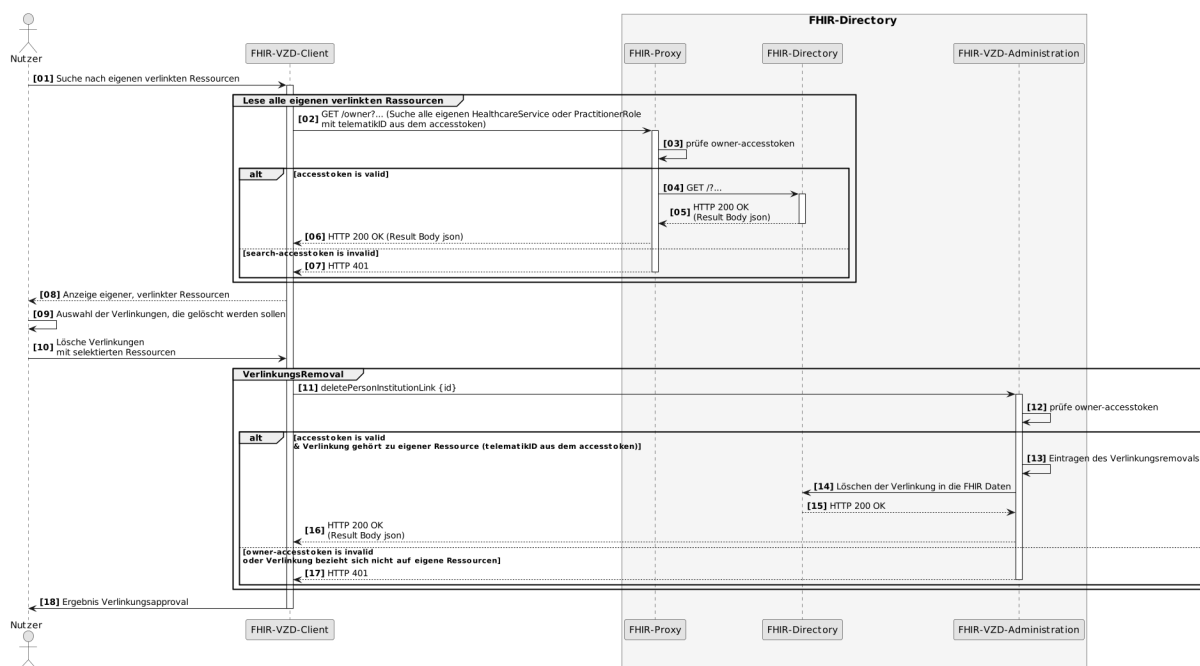 FHIR-Directory
Nutzer
FHIR-VZD-Client
FHIR-Proxy
FHIR-Directory
FHIR-VZD-Administration
[01] Suche nach eigenen verlinkten Ressourcen
Lese alle eigenen verlinkten Rassourcen
[02] GET /owner?... (Suche alle eigenen HealthcareService oder PractitionerRole
mit telematikID aus dem accesstoken)
[03] prüfe owner-accesstoken
alt
[accesstoken is valid]
[04] GET /?...
[05] HTTP 200 OK
(Result Body json)
[06] HTTP 200 OK (Result Body json)
[search-accesstoken is invalid]
[07] HTTP 401
[08] Anzeige eigener, verlinkter Ressourcen
[09] Auswahl der Verlinkungen, die gelöscht werden sollen
[10] Lösche Verlinkungen
mit selektierten Ressourcen
VerlinkungsRemoval
[11] deletePersonInstitutionLink {id}
[12] prüfe owner-accesstoken
alt
[accesstoken is valid
& Verlinkung gehört zu eigener Ressource (telematikID aus dem accesstoken)]
[13] Eintragen des Verlinkungsremovals
[14] Löschen der Verlinkung in die FHIR Daten
[15] HTTP 200 OK
[16] HTTP 200 OK
(Result Body json)
[owner-accesstoken is invalid
oder Verlinkung bezieht sich nicht auf eigene Ressourcen]
[17] HTTP 401
[18] Ergebnis Verlinkungsapproval
Nutzer
FHIR-VZD-Client
FHIR-Proxy
FHIR-Directory
FHIR-VZD-Administration